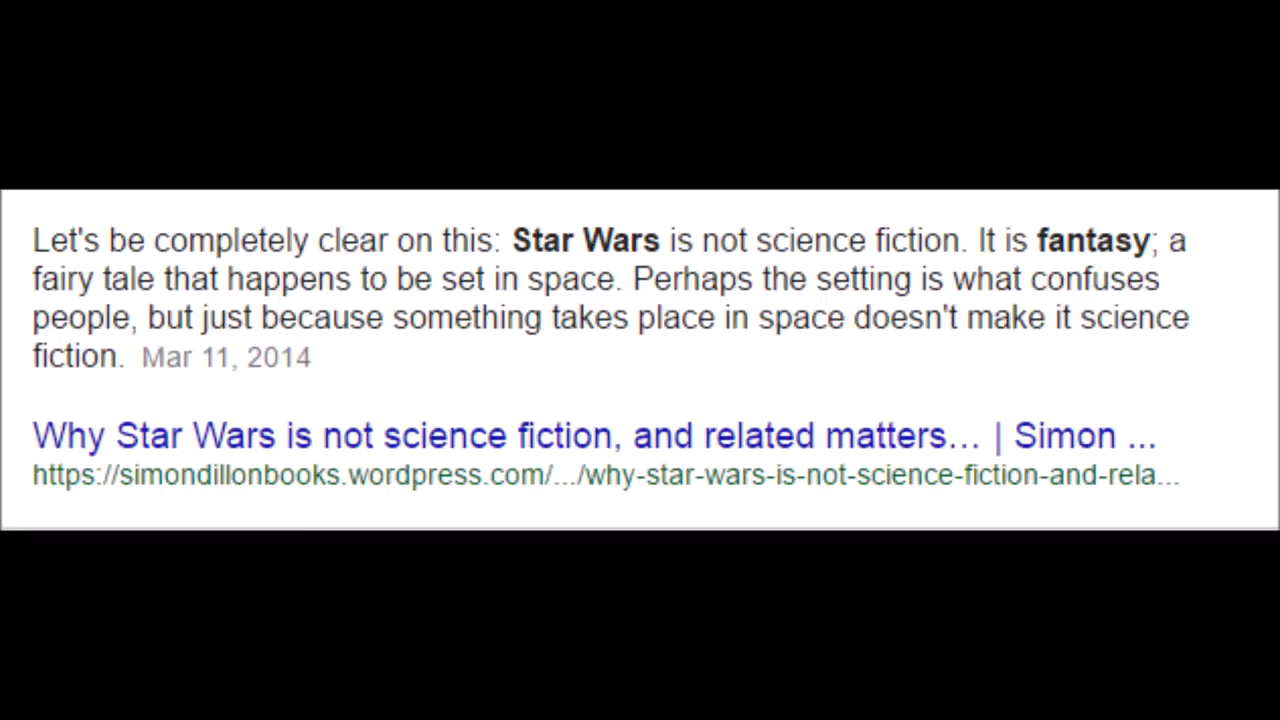 Let's be completely clear on this: Star Wars is not science fiction. It is fantasy; a
fairy tale that happens to be set in space. Perhaps the setting is what confuses
people, but just because something takes place in space doesn't make it science
fiction. Mar 11, 2014
Why Star Wars is not science fiction, and related matters... | Simon ...
https://simondillonbooks.wordpress.com/.../why-star-wars-is-not-science-fiction-and-rela...